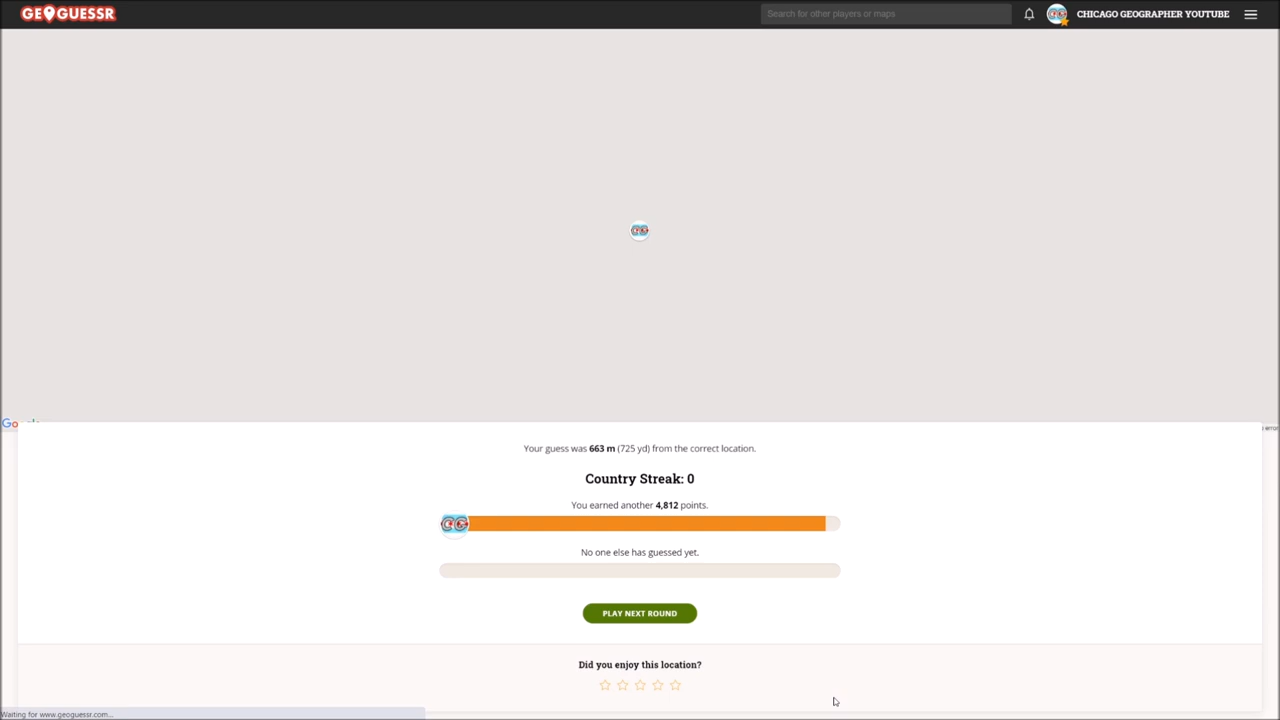 GEOGUESSR
Search for other players or maps
CHICAGO GEOGRAPHER YOUTUBE
CG
Your guess was 663 m (725 yd) from the correct location.
Country Streak: 0
You earned another 4,812 points.
CG
No one else has guessed yet.
PLAY NEXT ROUND
Did you enjoy this location?
Waiting for www.geoguessr.com...